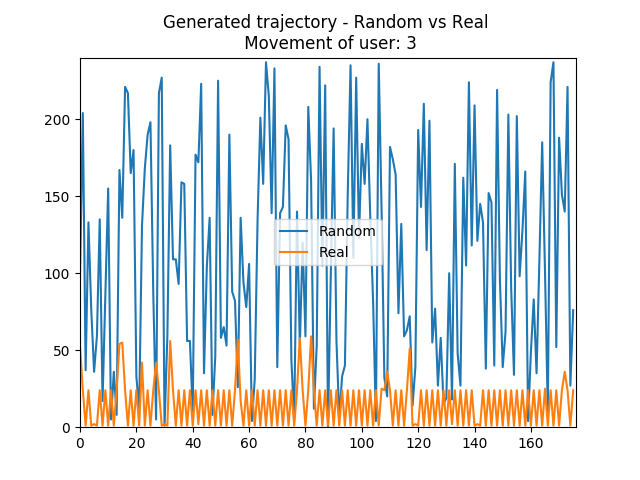 Generated trajectory - Random vs Real
Movement of user: 3
200
150
100
50
0
Random
Real
0 20 40 60 80 100 120 140 160